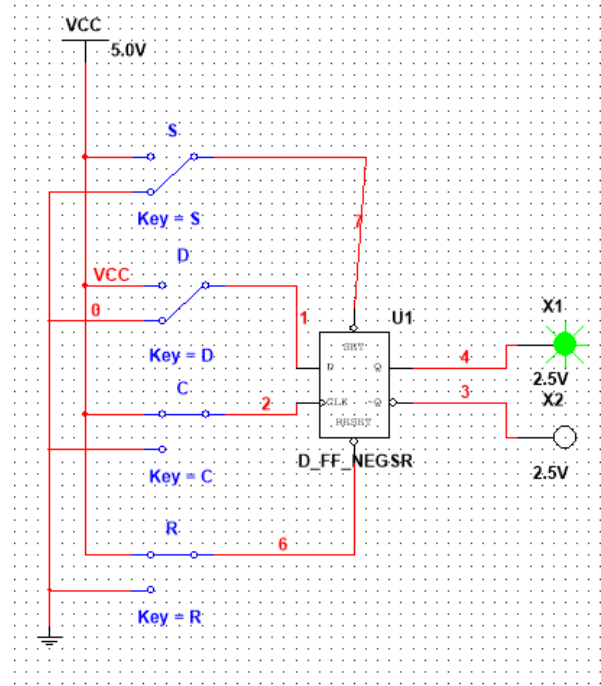 VCC
5.0V
S
7
Key = S
D
VCC
0
1
U1
X1
SET
Key = D
D
Q
4
2.5V
C
2
CLK
~Q
3
X2
RESET
D_FF_NEGSR
Key = C
2.5V
R
6
Key = R